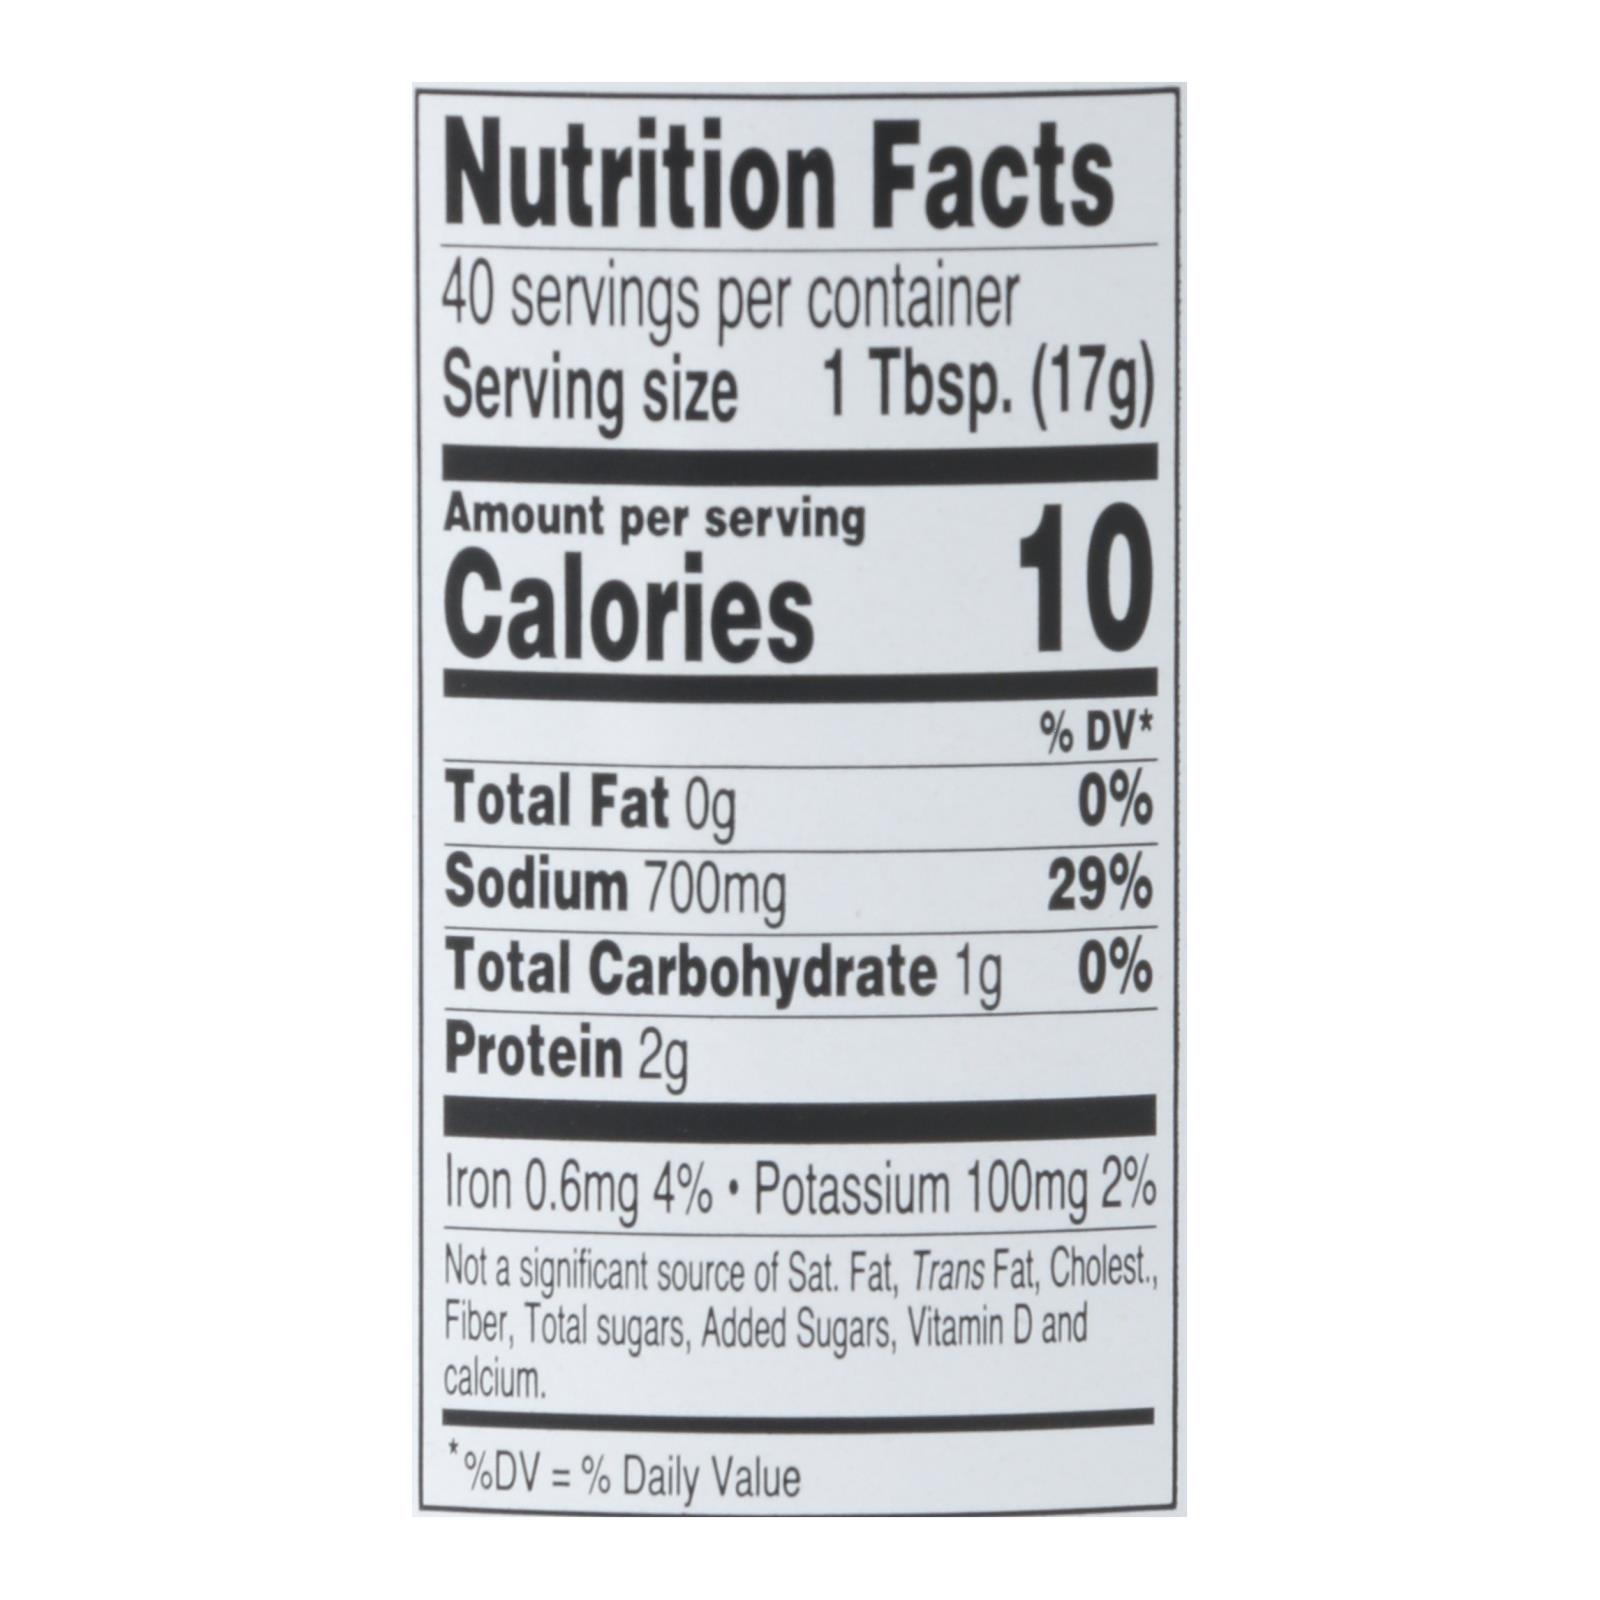 Nutrition Facts
40 servings per container
Serving size 1 Tbsp. (17g)
Amount per serving
Calories 10
% DV*
Total Fat 0g 0%
Sodium 700mg 29%
Total Carbohydrate 1g 0%
Protein 2g
Iron 0.6mg 4% • Potassium 100mg 2%
Not a significant source of Sat. Fat, Trans Fat, Cholest.,
Fiber, Total sugars, Added Sugars, Vitamin D and
calcium.
*%DV = % Daily Value